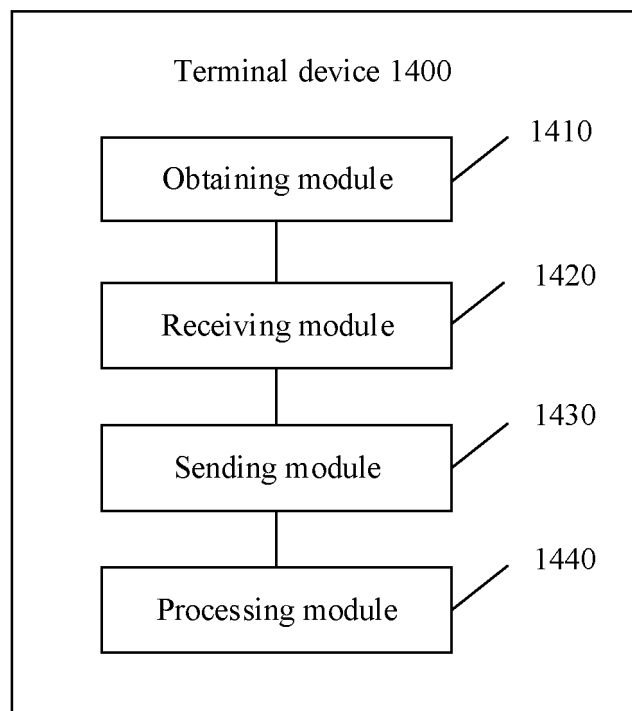 Terminal device 1400
1410
Obtaining module
1420
Receiving module
1430
Sending module
1440
Processing module